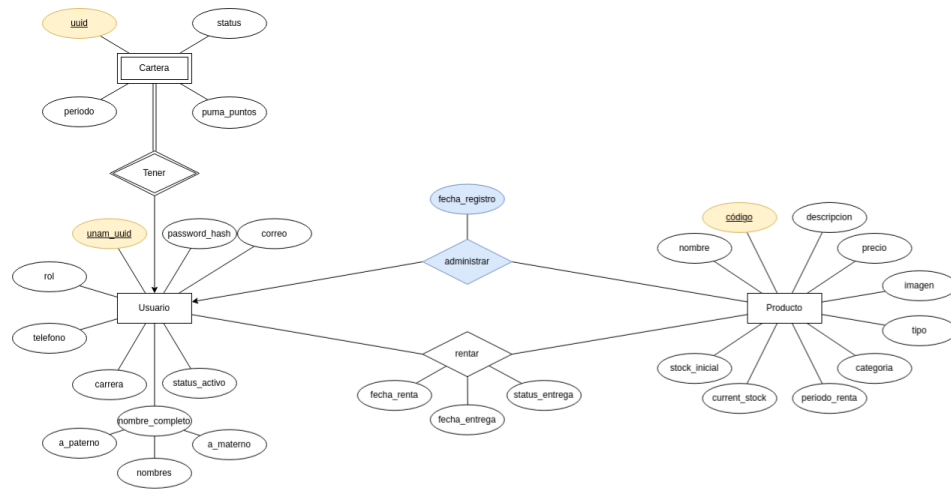 uuid
status
Cartera
periodo
puma_puntos
Tener
fecha_registro
unam_uuid
password_hash
correo
código
descripcion
nombre
precio
rol
administrar
imagen
Usuario
Producto
telefono
tipo
rentar
stock_inicial
categoria
carrera
status_activo
fecha_renta
status_entrega
current_stock
periodo_renta
nombre_completo
fecha_entrega
a_paterno
a_materno
nombres